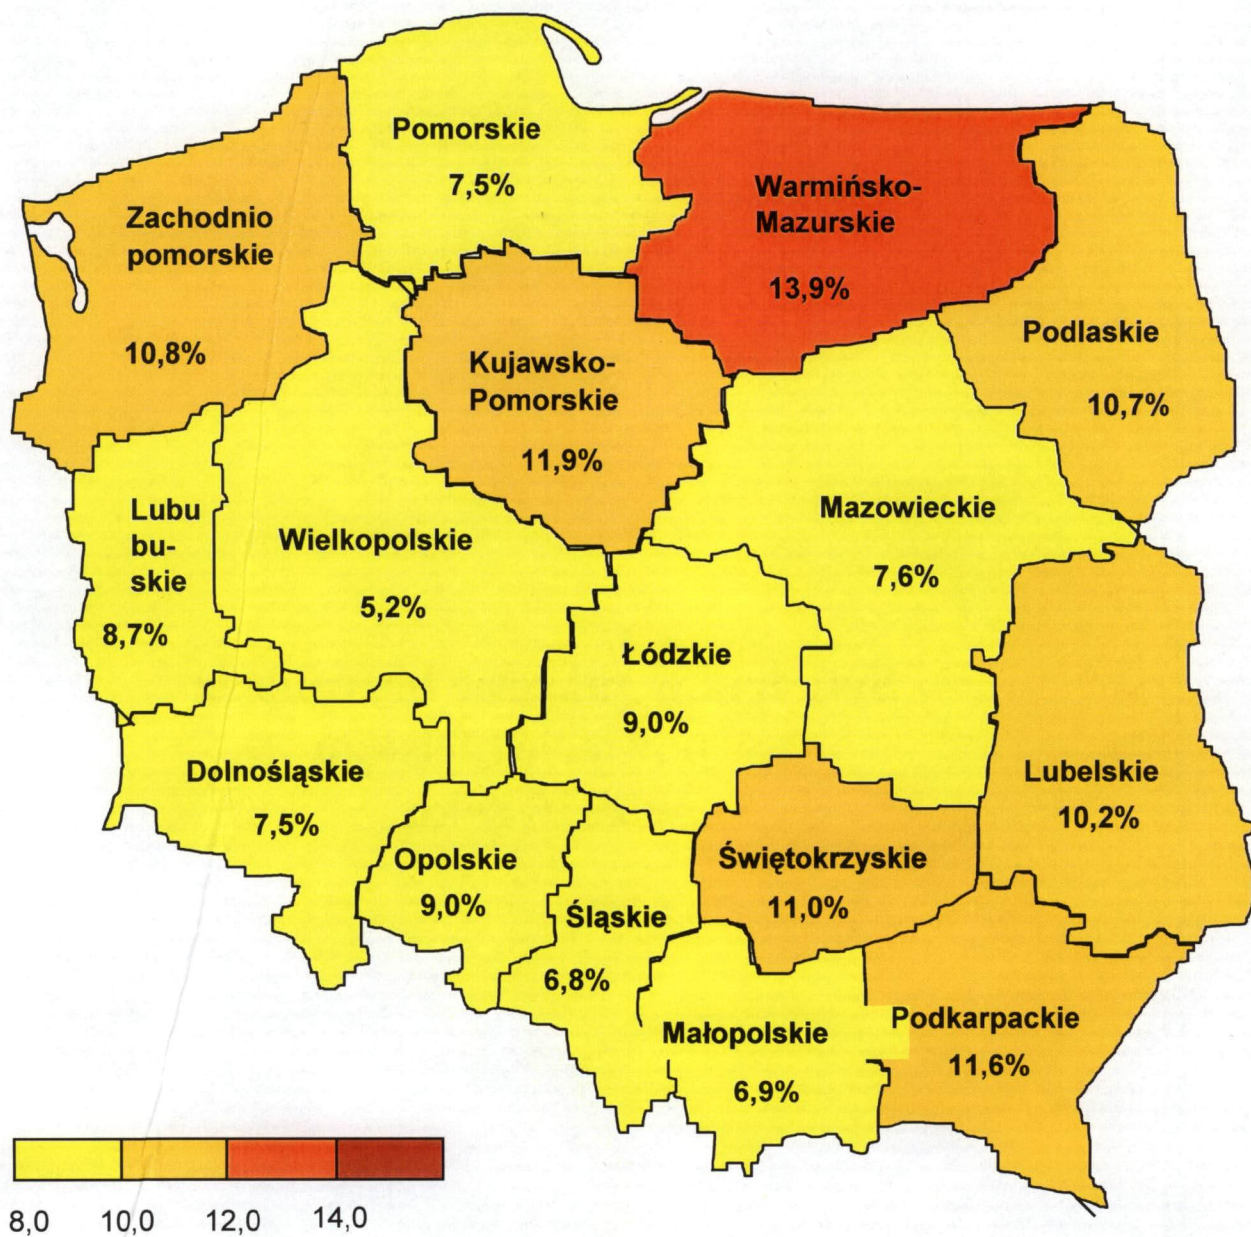 Pomorskie
7,5%
Warmińsko-
Mazurskie
13,9%
Zachodnio
pomorskie
10,8%
Podlaskie
10,7%
Kujawsko-
Pomorskie
11,9%
Mazowieckie
7,6%
Lubu
bu-
skie
8,7%
Wielkopolskie
5,2%
Łódzkie
9,0%
Dolnośląskie
7,5%
Lubelskie
10,2%
Opolskie
9,0%
Śląskie
6,8%
Świętokrzyskie
11,0%
Małopolskie
6,9%
Podkarpackie
11,6%
8,0 10,0 12,0 14,0